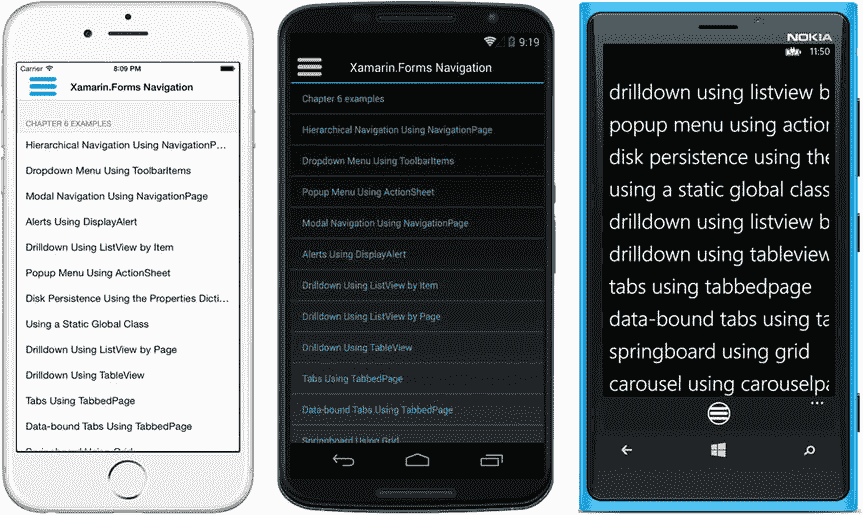 Carrier
8:09 PM
Xamarin.Forms Navigation
CHAPTER 6 EXAMPLES
Hierarchical Navigation Using NavigationP...
Dropdown Menu Using ToolbarItems
Modal Navigation Using NavigationPage
Alerts Using DisplayAlert
Drilldown Using ListView by Item
Popup Menu Using ActionSheet
Disk Persistence Using the Properties Dicti...
Using a Static Global Class
Drilldown Using ListView by Page
Drilldown Using TableView
Tabs Using TabbedPage
Data-bound Tabs Using TabbedPage
Springboard Using Grid
9:19
Xamarin.Forms Navigation
Chapter 6 examples
Hierarchical Navigation Using NavigationPage
Dropdown Menu Using ToolbarItems
Popup Menu Using ActionSheet
Modal Navigation Using NavigationPage
Alerts Using DisplayAlert
Drilldown Using ListView by Item
Drilldown Using ListView by Page
Drilldown Using TableView
Tabs Using TabbedPage
Data-bound Tabs Using TabbedPage
Springboard Using Grid
NOKIA
11:50
drilldown using listview b
popup menu using action
disk persistence using the
using a static global class
drilldown using listview b
drilldown using tableview
tabs using tabbedpage
data-bound tabs using ta
springboard using grid
carousel using carouselpa